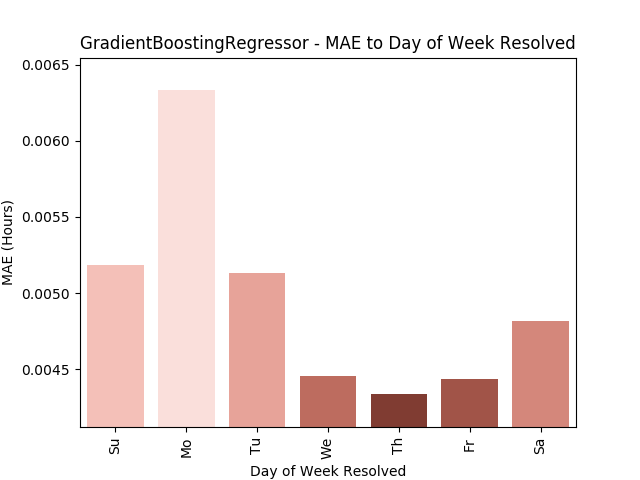 GradientBoostingRegressor - MAE to Day of Week Resolved
0.0065
0.0060
0.0055
0.0050
0.0045
MAE (Hours)
Su Mo Tu We Th Fr Sa
Day of Week Resolved